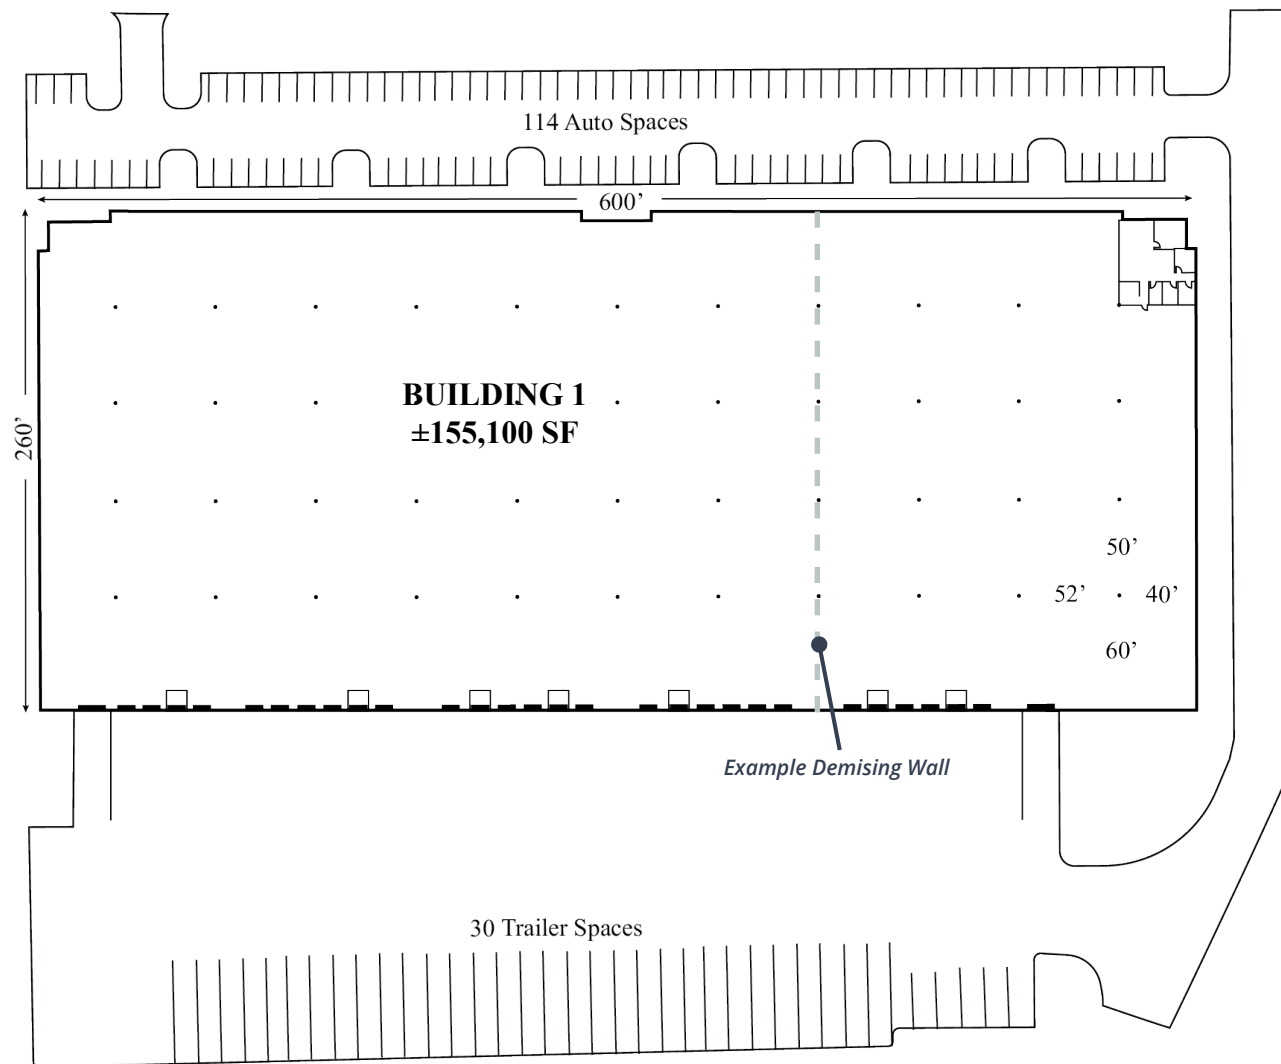 114 Auto Spaces
600’
260’
BUILDING 1
±155,100 SF
50’
52’
40’
60’
Example Demising Wall
30 Trailer Spaces